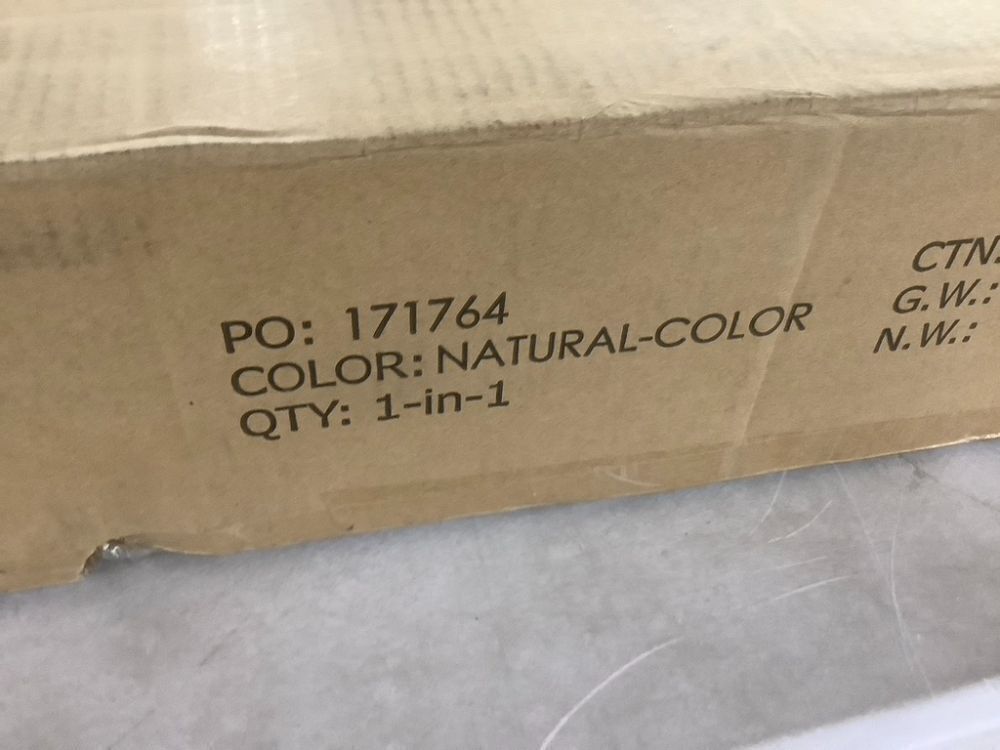 PO: 171764
COLOR: NATURAL-COLOR
QTY: 1-in-1
CTN.
G.W.:
N.W.: